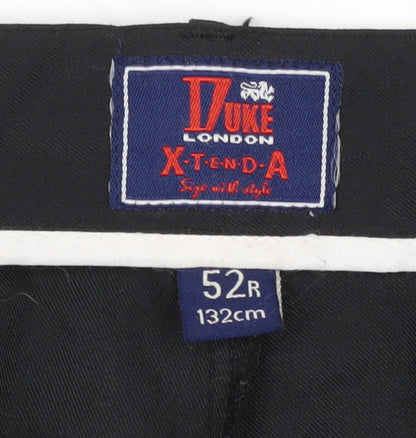 DUKE
LONDON
X-T-E-N-D-A
Size with style
52R
132cm